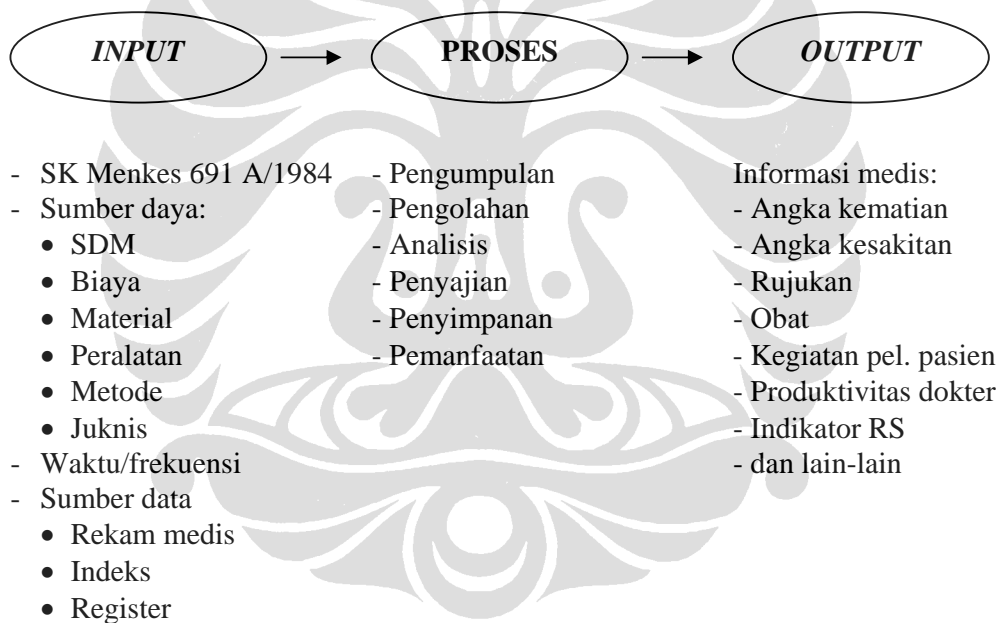 INPUT
PROSES
OUTPUT
- SK Menkes 691 A/1984
- Sumber daya:
• SDM
• Biaya
• Material
• Peralatan
• Metode
• Juknis
- Waktu/frekuensi
- Sumber data
• Rekam medis
• Indeks
• Register
- Pengumpulan
- Pengolahan
- Analisis
- Penyajian
- Penyimpanan
- Pemanfaatan
Informasi medis:
- Angka kematian
- Angka kesakitan
- Rujukan
- Obat
- Kegiatan pel. pasien
- Produktivitas dokter
- Indikator RS
- dan lain-lain